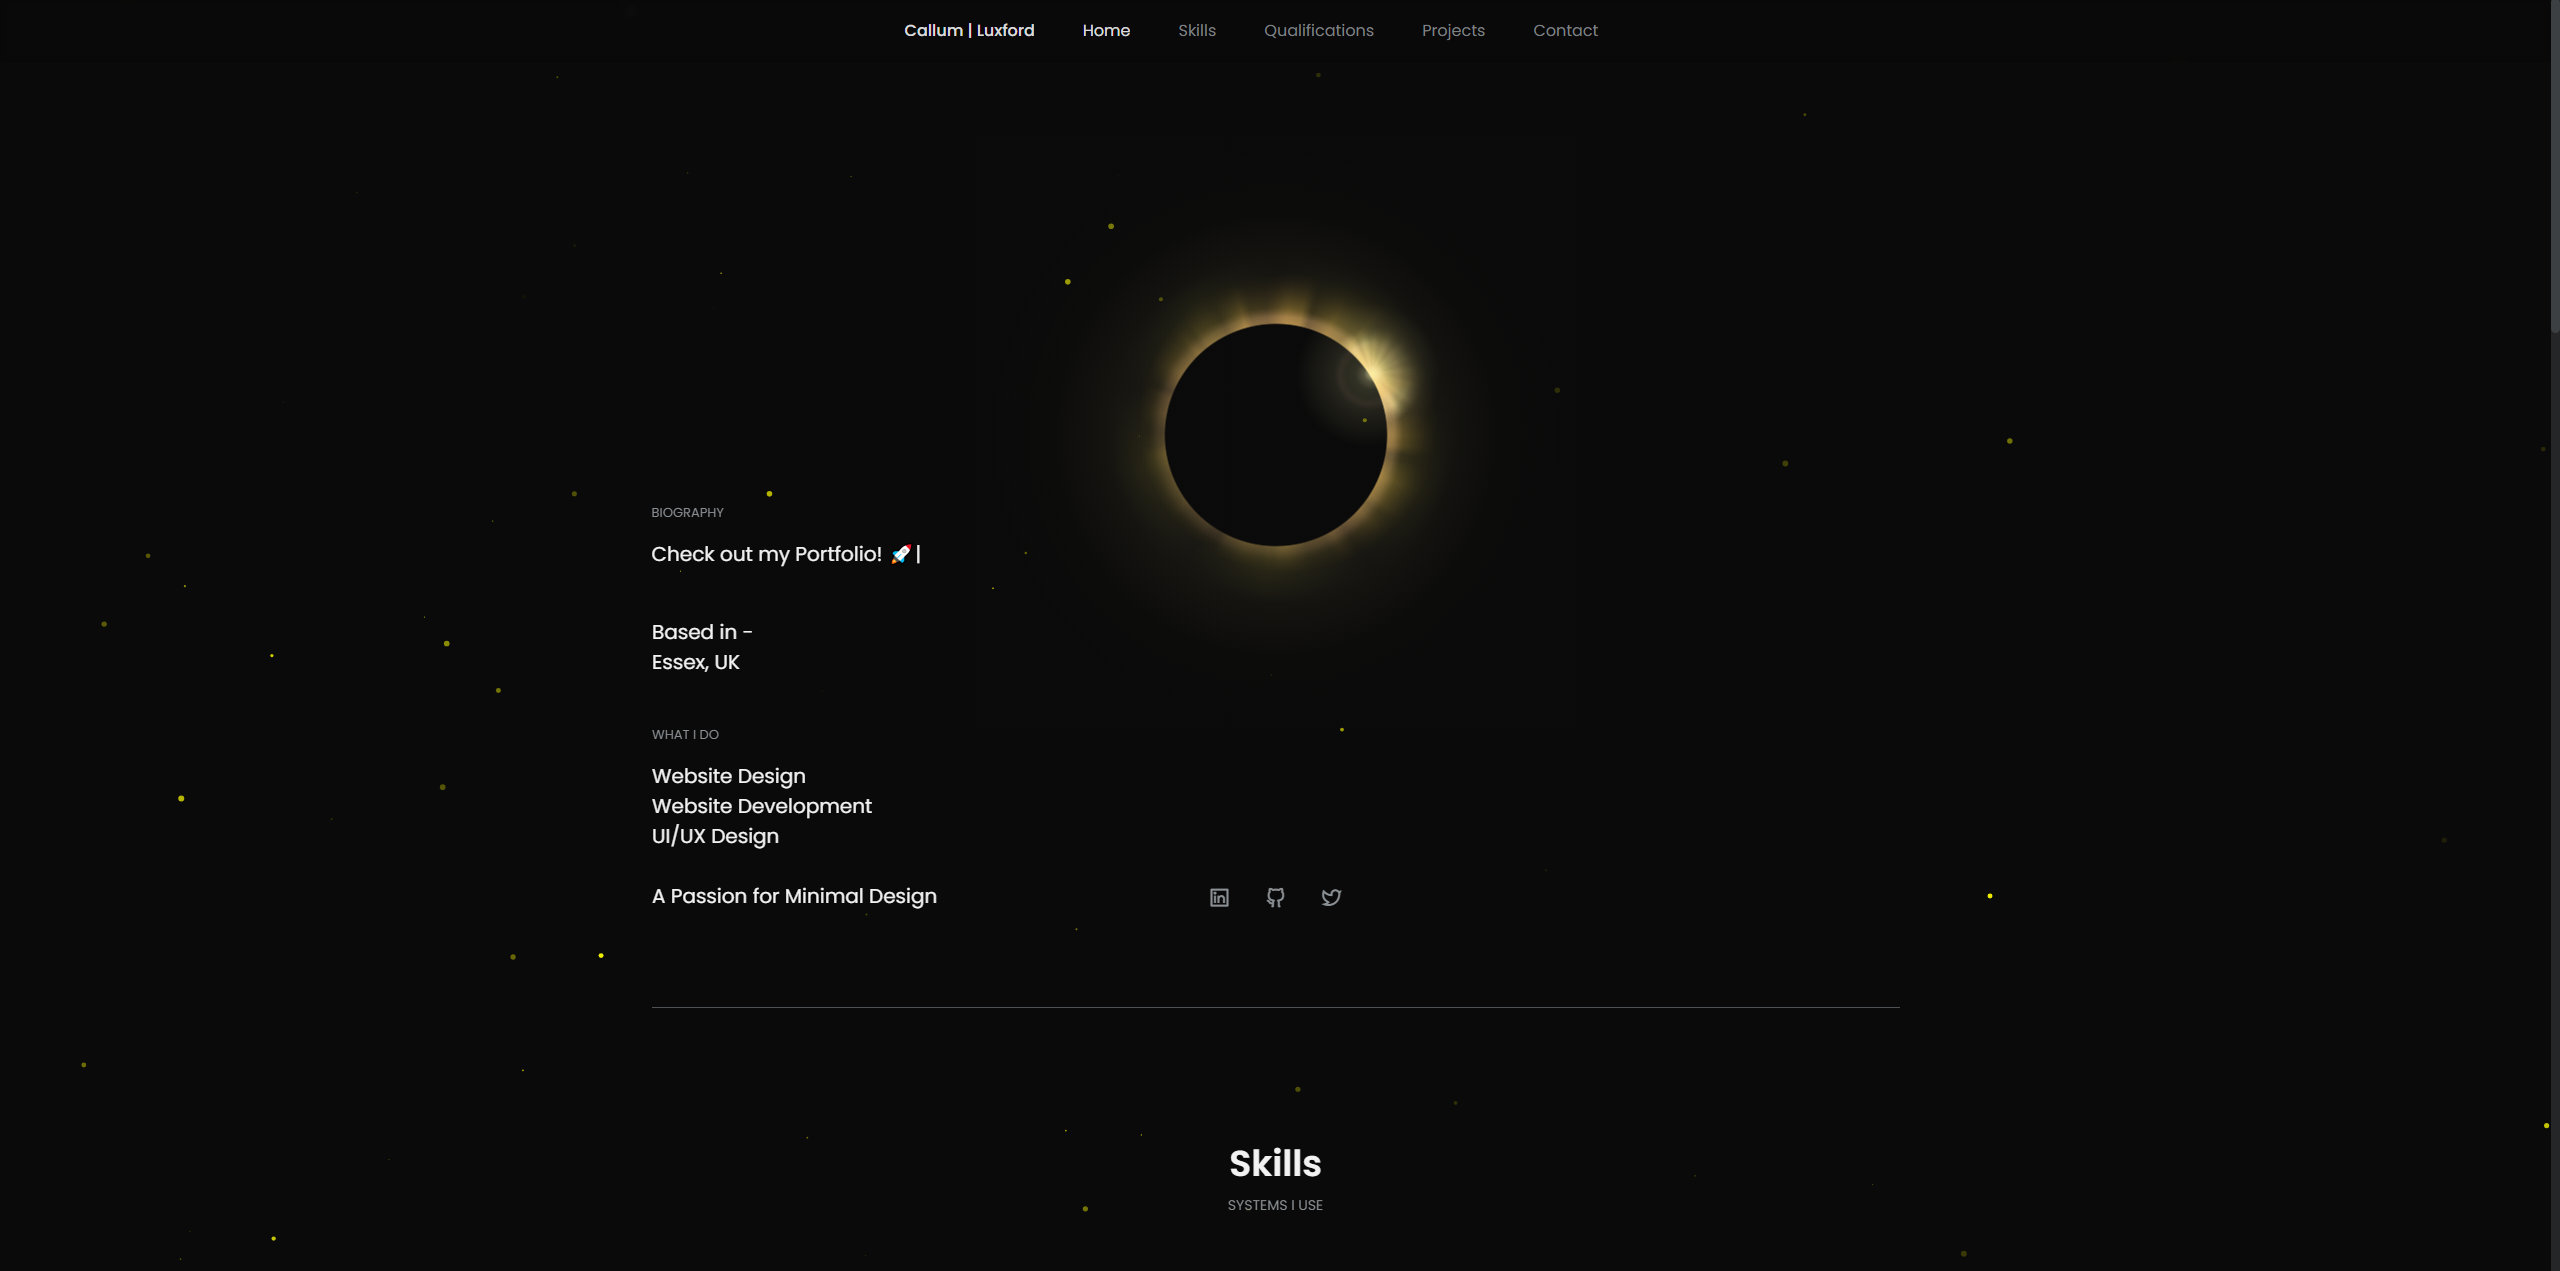 Callum | Luxford Home Skills Qualifications Projects Contact
BIOGRAPHY
Check out my Portfolio! 🚀|
Based in -
Essex, UK
WHAT I DO
Website Design
Website Development
UI/UX Design
A Passion for Minimal Design
Skills
SYSTEMS I USE